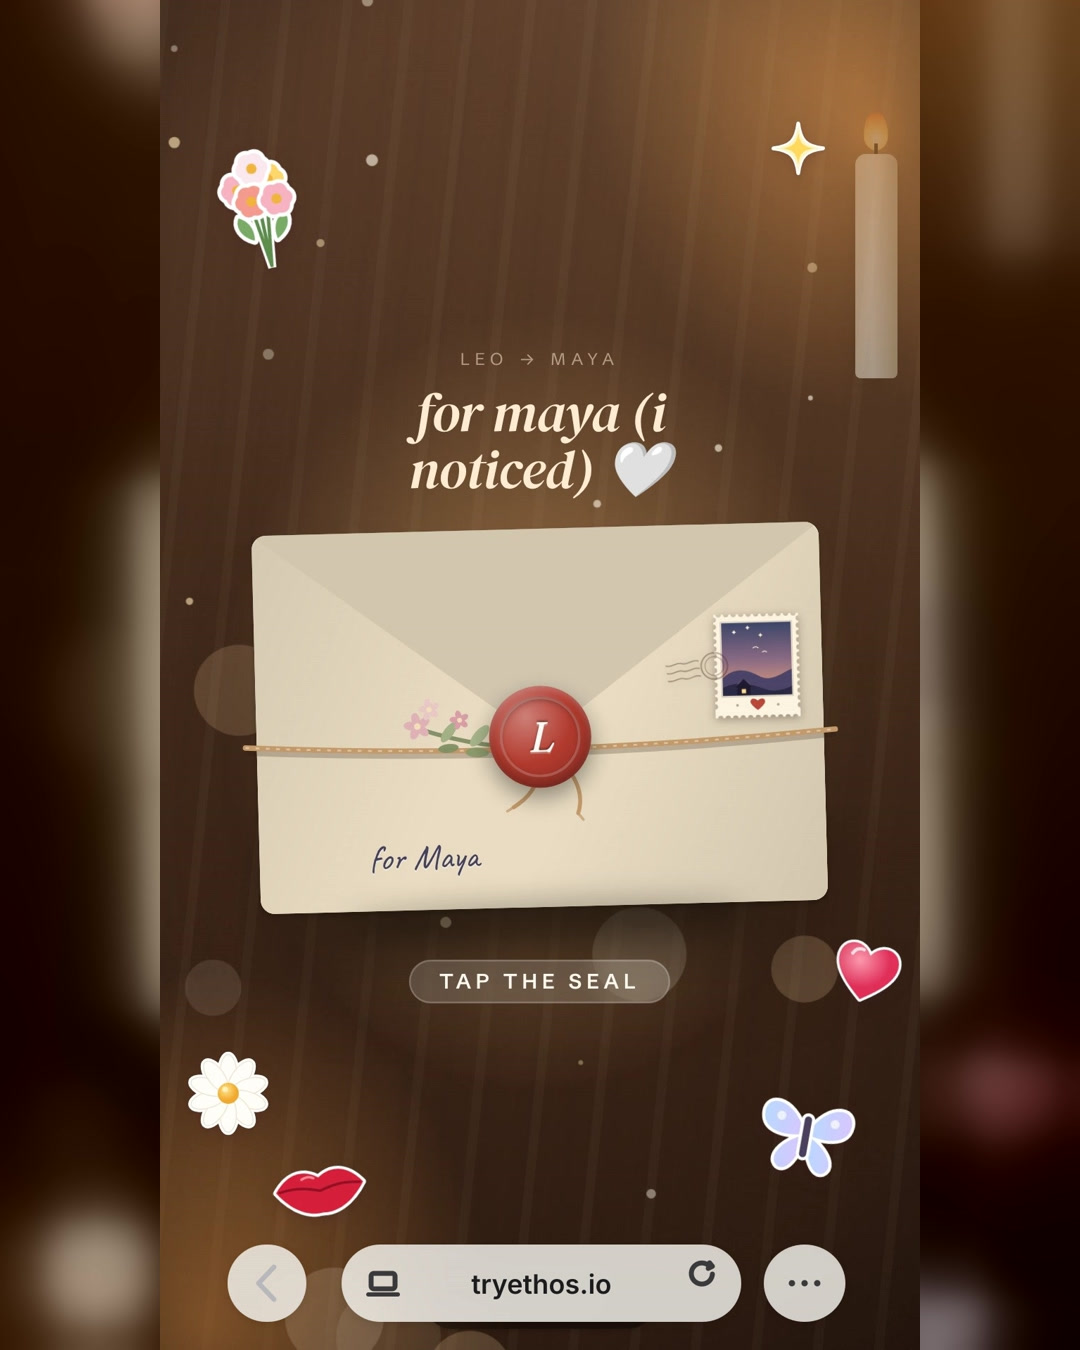 LEO → MAYA
for maya (i
noticed) 🤍
L
for Maya
TAP THE SEAL
tryethos.io